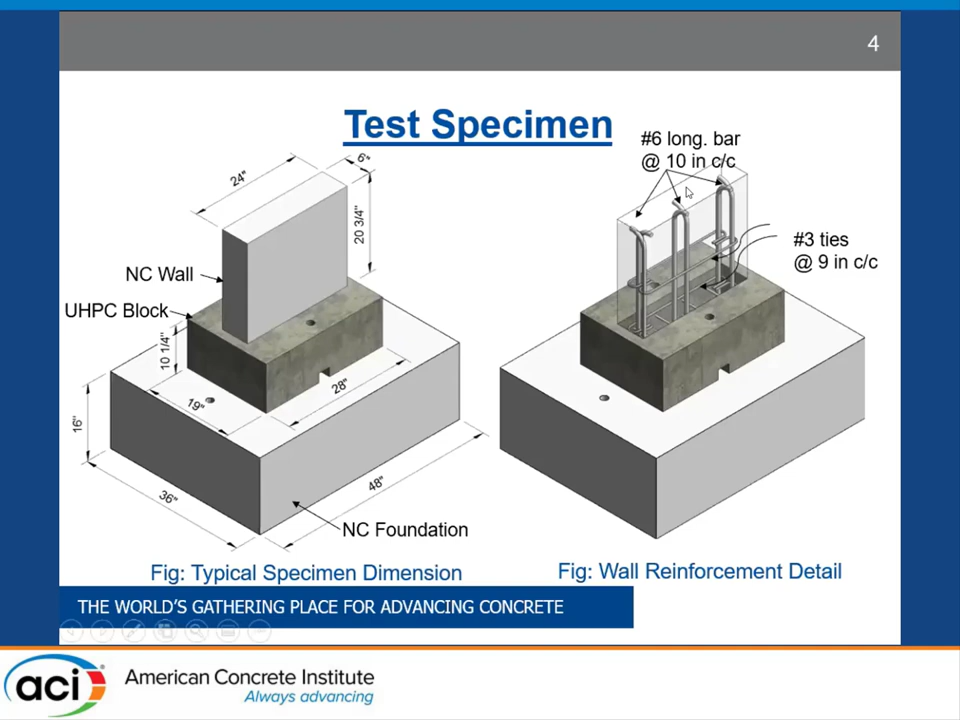 4
Test Specimen
24"
6"
20 3/4"
NC Wall
UHPC Block
10 1/4"
19"
28"
16"
36"
48"
NC Foundation
Fig: Typical Specimen Dimension
#6 long. bar
@ 10 in c/c
#3 ties
@ 9 in c/c
Fig: Wall Reinforcement Detail
THE WORLD'S GATHERING PLACE FOR ADVANCING CONCRETE
aci
American Concrete Institute
Always advancing